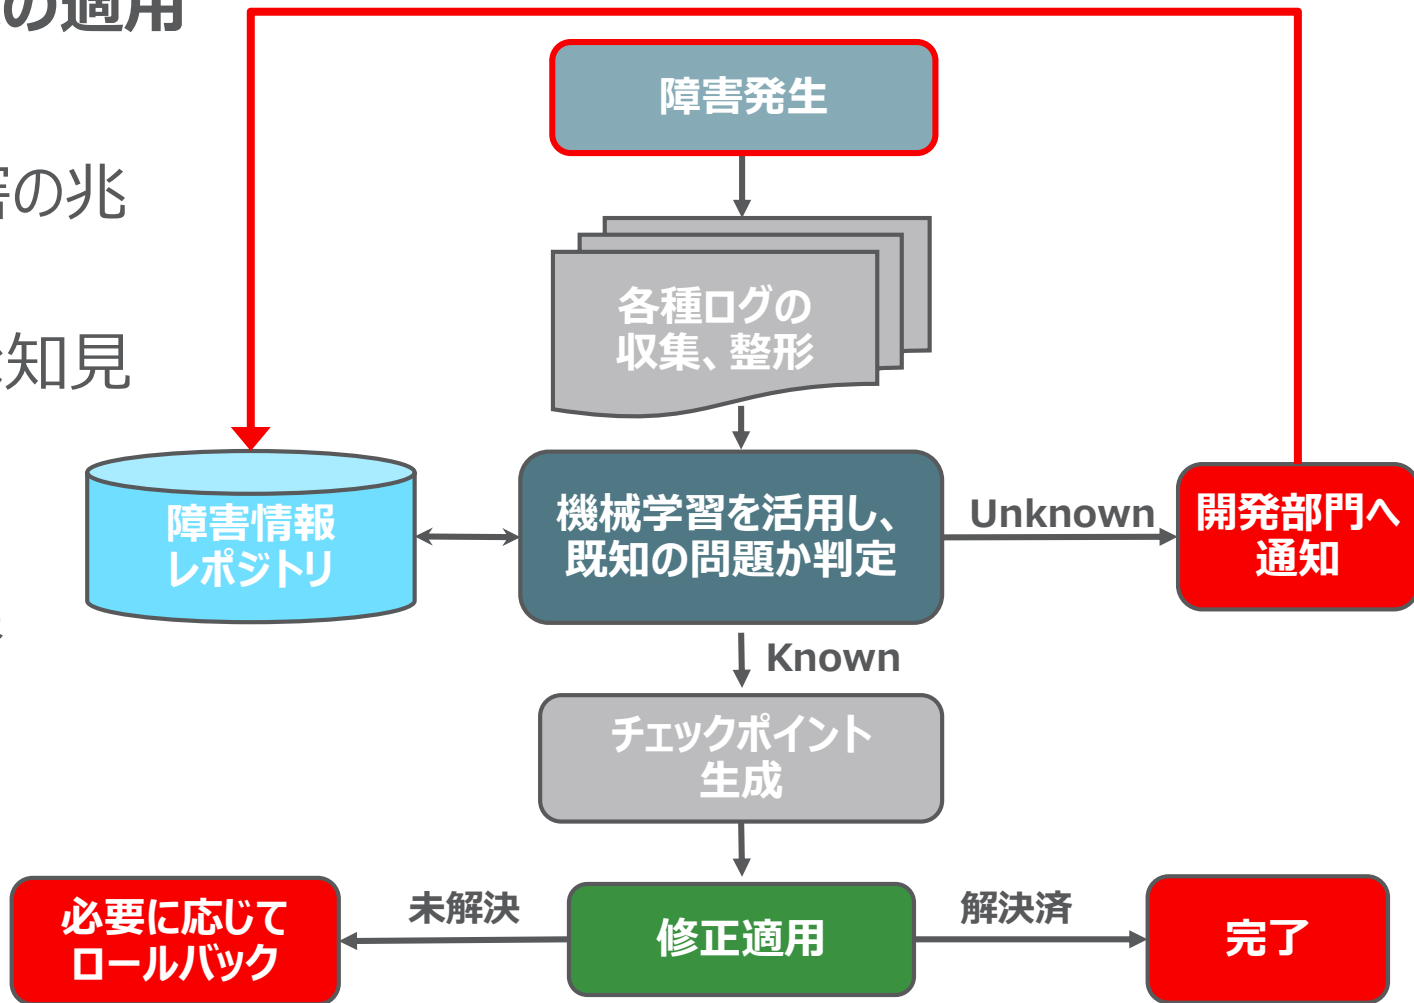 の適用
障害発生
害の兆
各種ログの
収集、整形
知見
障害情報
レポジトリ
機械学習を活用し、
既知の問題か判定
Unknown
開発部門へ
通知
Known
チェックポイント
生成
未解決
解決済
必要に応じて
ロールバック
修正適用
完了